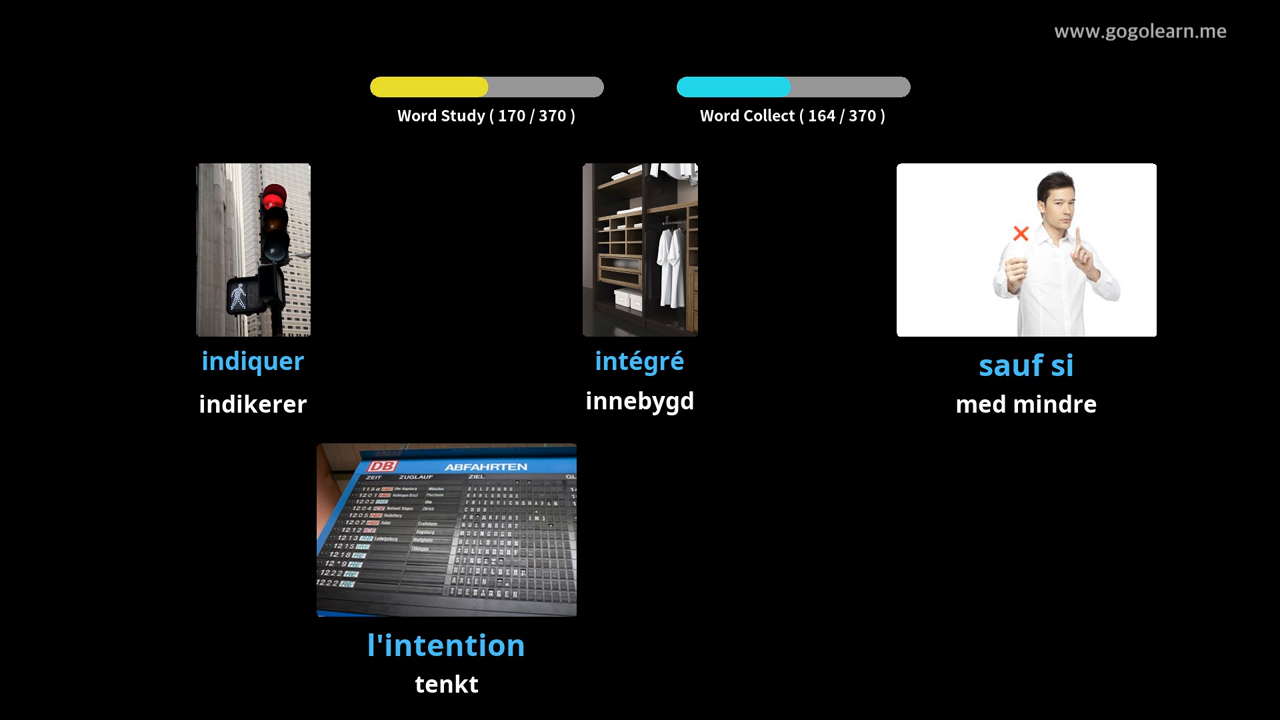 www.gogolearn.me
Word Study ( 170 / 370 )
Word Collect ( 164 / 370 )
indiquer
indikerer
intégré
innebygd
sauf si
med mindre
DB ABFAHRTEN
ZEIT ZUGLAUF ZIEL
l'intention
tenkt